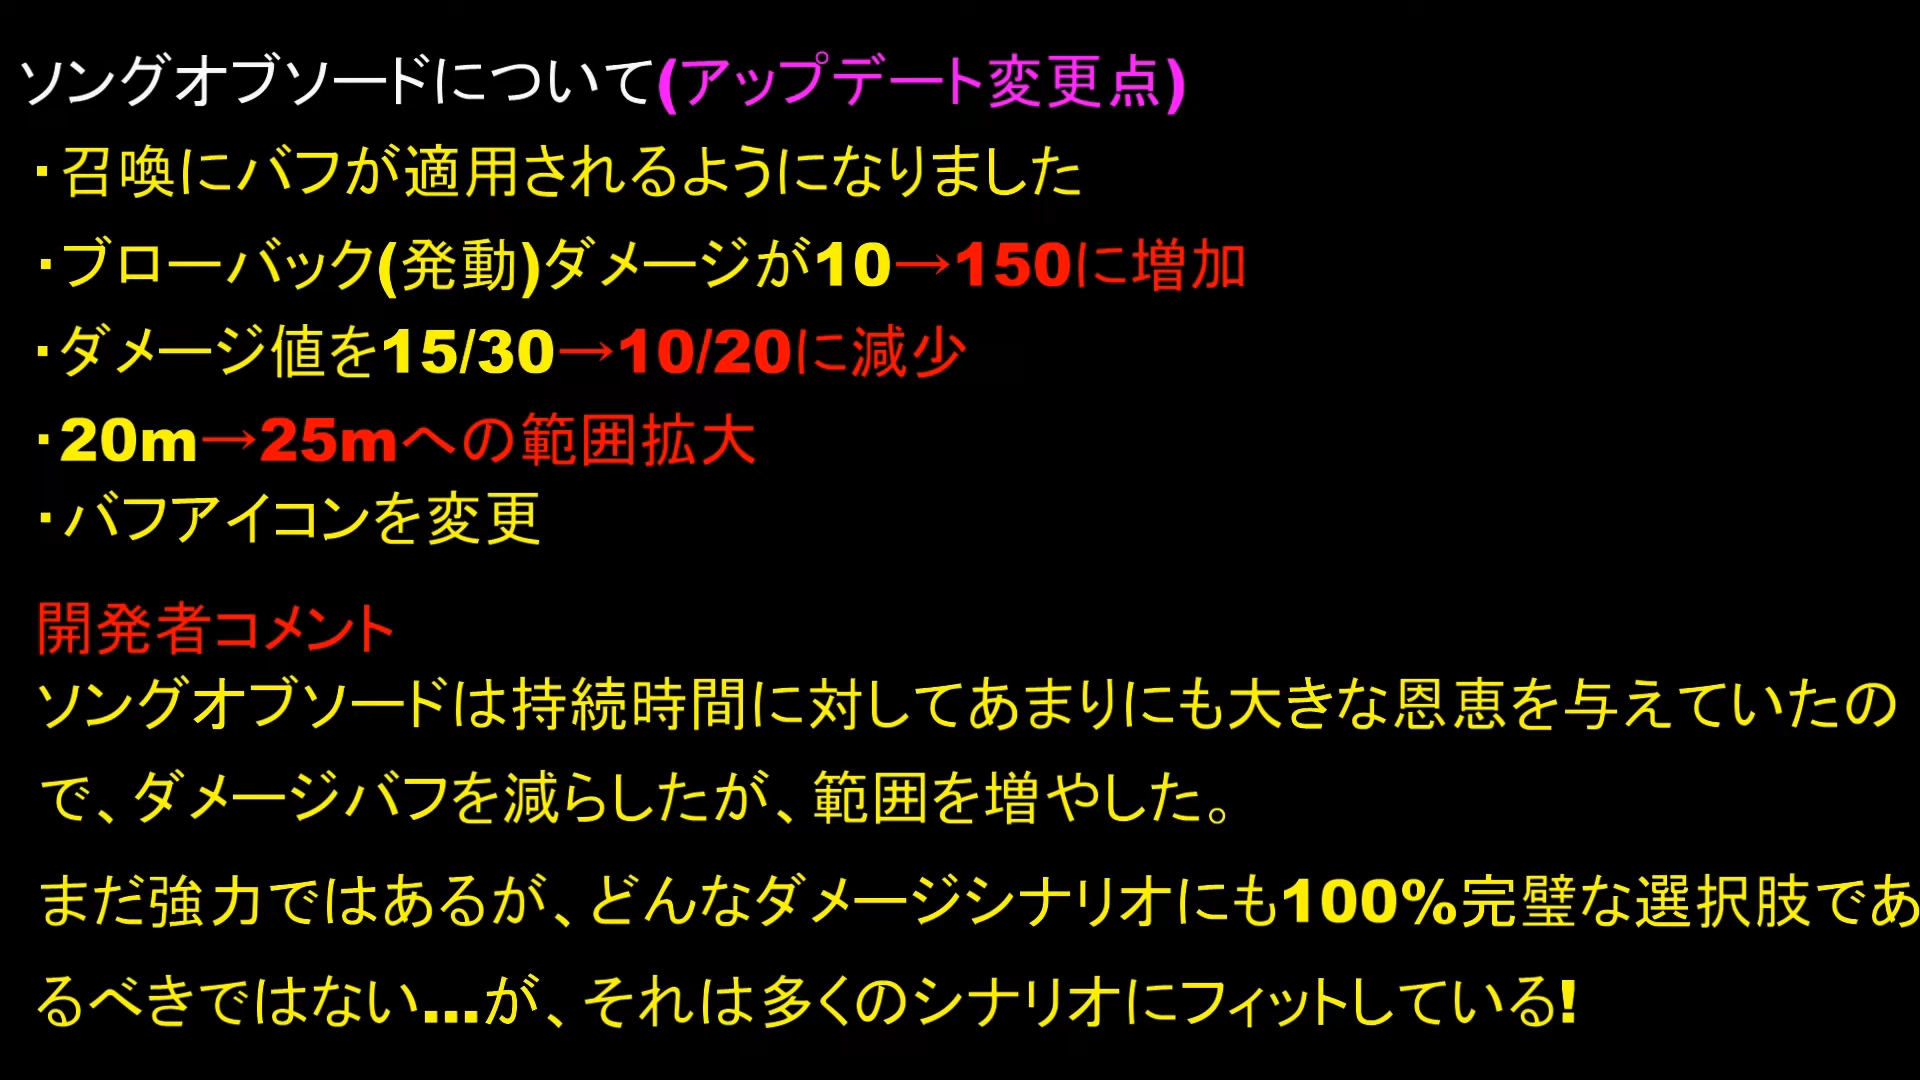 ソングオブソードについて(アップデート変更点)
・召喚にバフが適用されるようになりました
・ブローバック(発動)ダメージが10→150に増加
・ダメージ値を15/30→10/20に減少
・20m→25mへの範囲拡大
・バフアイコンを変更
開発者コメント
ソングオブソードは持続時間に対してあまりにも大きな恩恵を与えていたの
で、ダメージバフを減らしたが、範囲を増やした。
まだ強力ではあるが、どんなダメージシナリオにも100%完璧な選択肢であ
るべきではない...が、それは多くのシナリオにフィットしている!